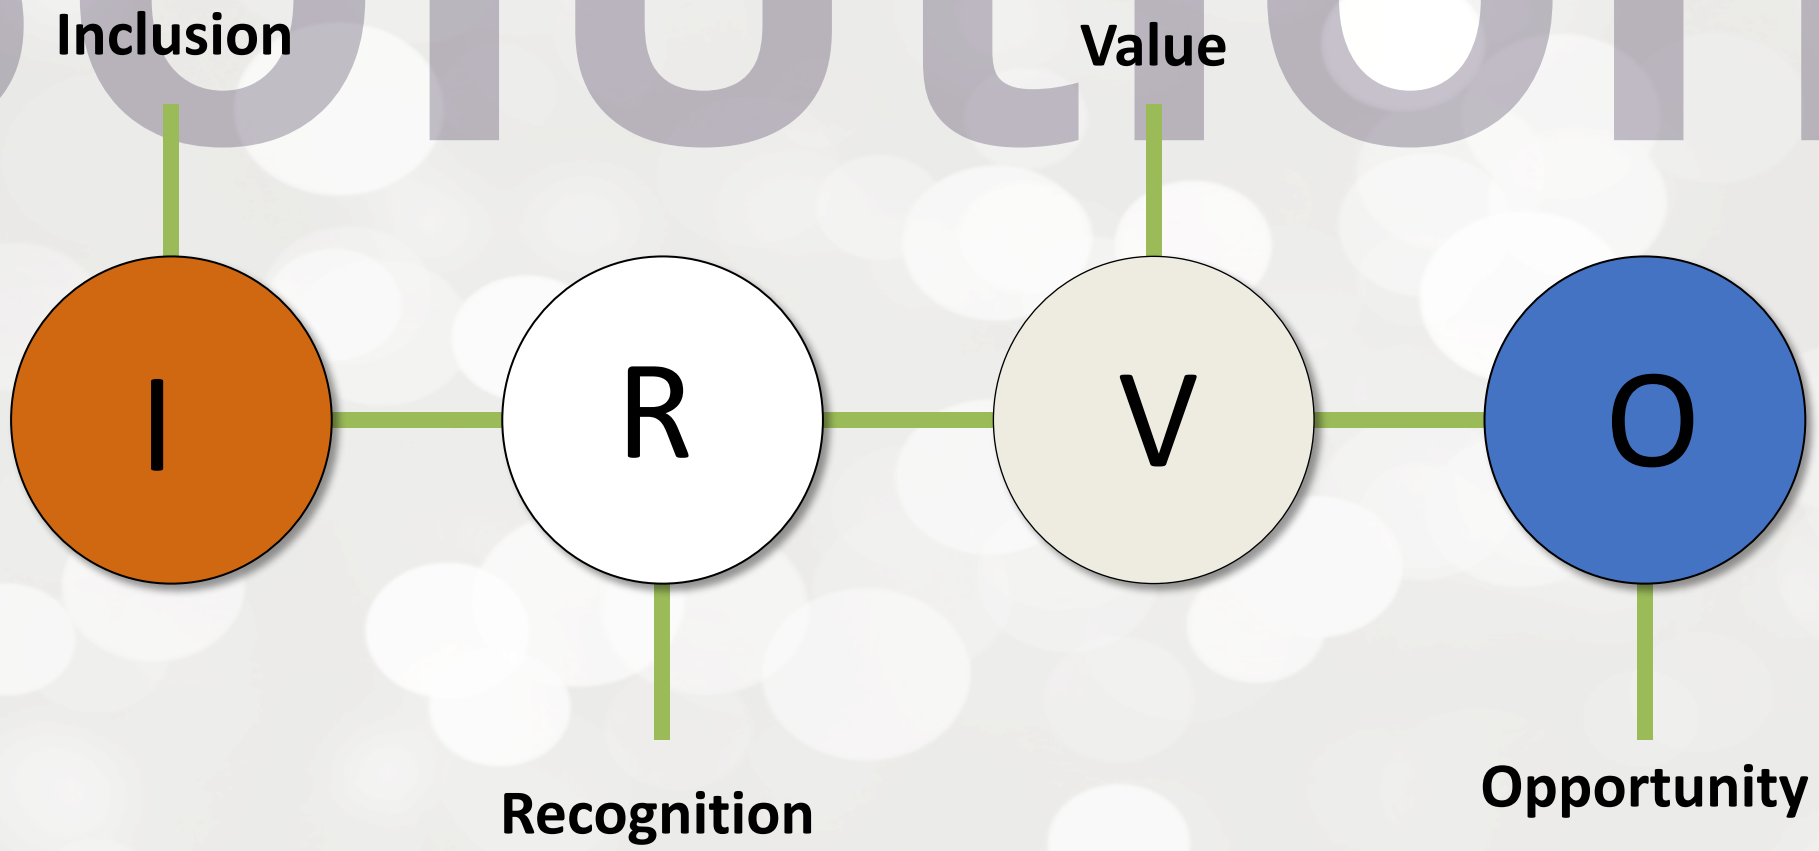 Inclusion
Value
I
R
V
O
Recognition
Opportunity